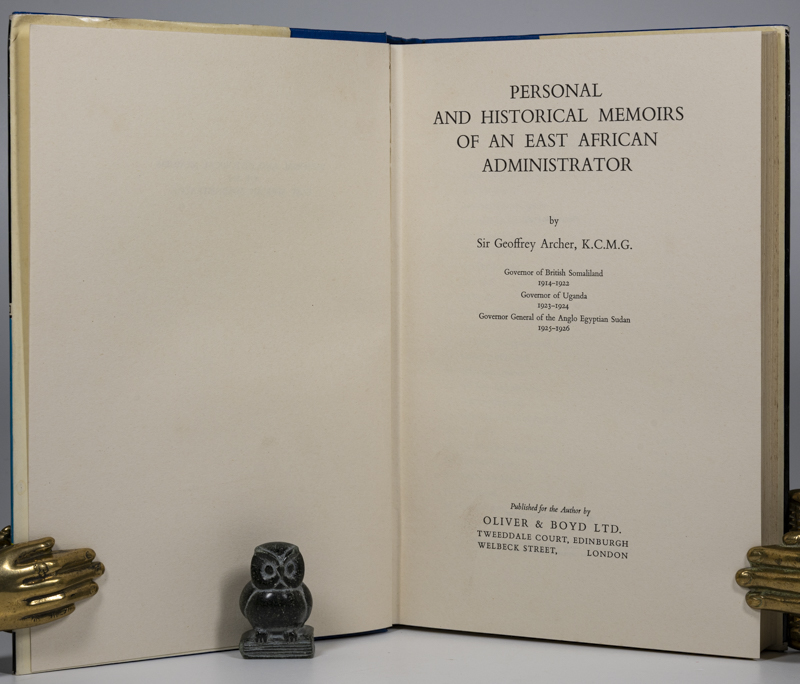 PERSONAL
AND HISTORICAL MEMOIRS
OF AN EAST AFRICAN
ADMINISTRATOR
by
Sir Geoffrey Archer, K.C.M.G.
Governor of British Somaliland
1914–1922
Governor of Uganda
1923–1924
Governor General of the Anglo Egyptian Sudan
1925–1926
Published for the Author by
OLIVER & BOYD LTD.
TWEEDDALE COURT, EDINBURGH
WELBECK STREET, LONDON